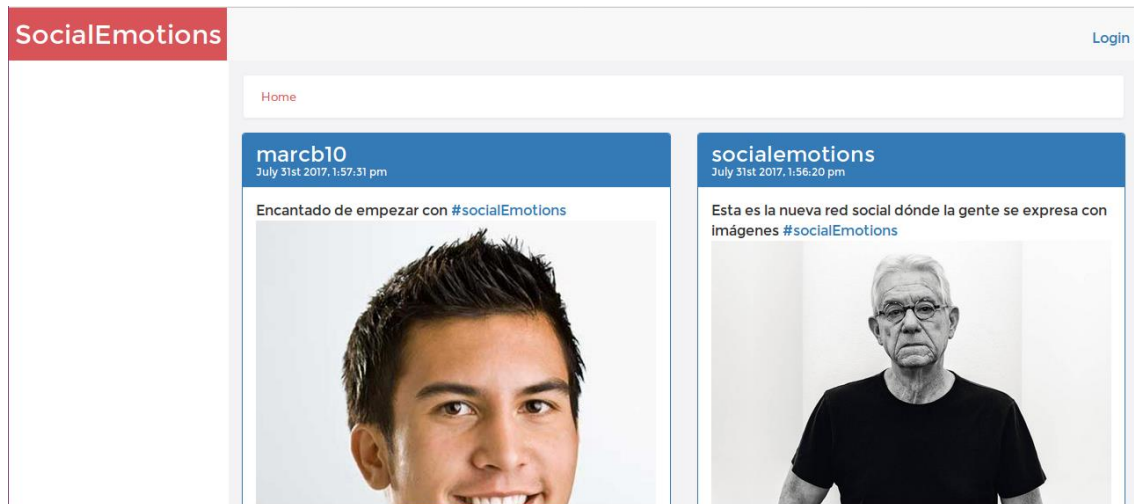 SocialEmotions
Login
Home
marcb10
July 31st 2017, 1:57:31 pm
Encantado de empezar con #socialEmotions
socialemotions
July 31st 2017, 1:56:20 pm
Esta es la nueva red social dónde la gente se expresa con
imágenes #socialEmotions